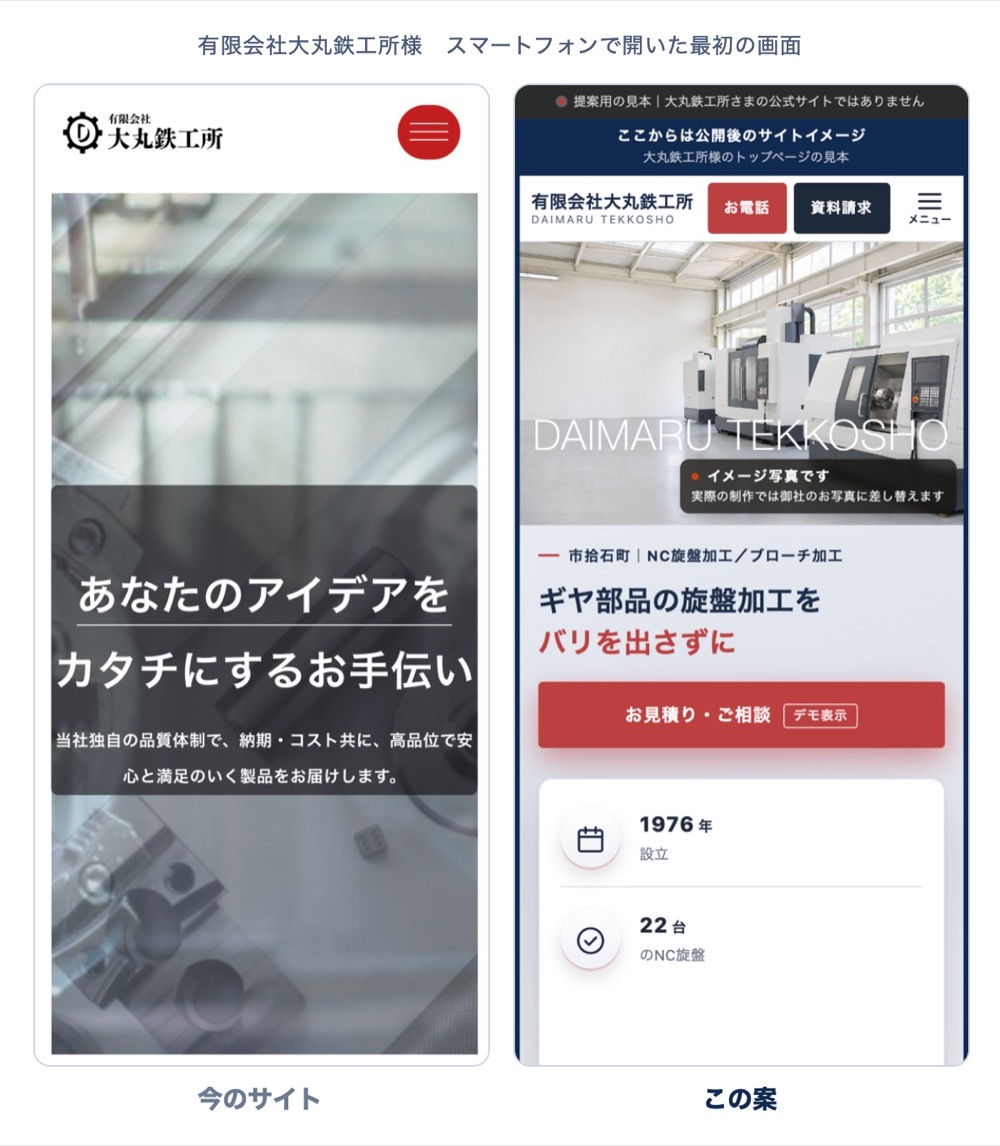 有限会社大丸鉄工所様　スマートフォンで開いた最初の画面
有限会社
大丸鉄工所
あなたのアイデアを
カタチにするお手伝い
当社独自の品質体制で、納期・コスト共に、高品位で安
心と満足のいく製品をお届けします。
今のサイト
提案用の見本｜大丸鉄工所さまの公式サイトではありません
ここからは公開後のサイトイメージ
大丸鉄工所様のトップページの見本
有限会社大丸鉄工所
DAIMARU TEKKOSHO
お電話
資料請求
メニュー
DAIMARU TEKKOSHO
イメージ写真です
実際の制作では御社のお写真に差し替えます
市拾石町｜NC旋盤加工／ブローチ加工
ギヤ部品の旋盤加工を
バリを出さずに
お見積り・ご相談 デモ表示
1976 年
設立
22 台
のNC旋盤
この案